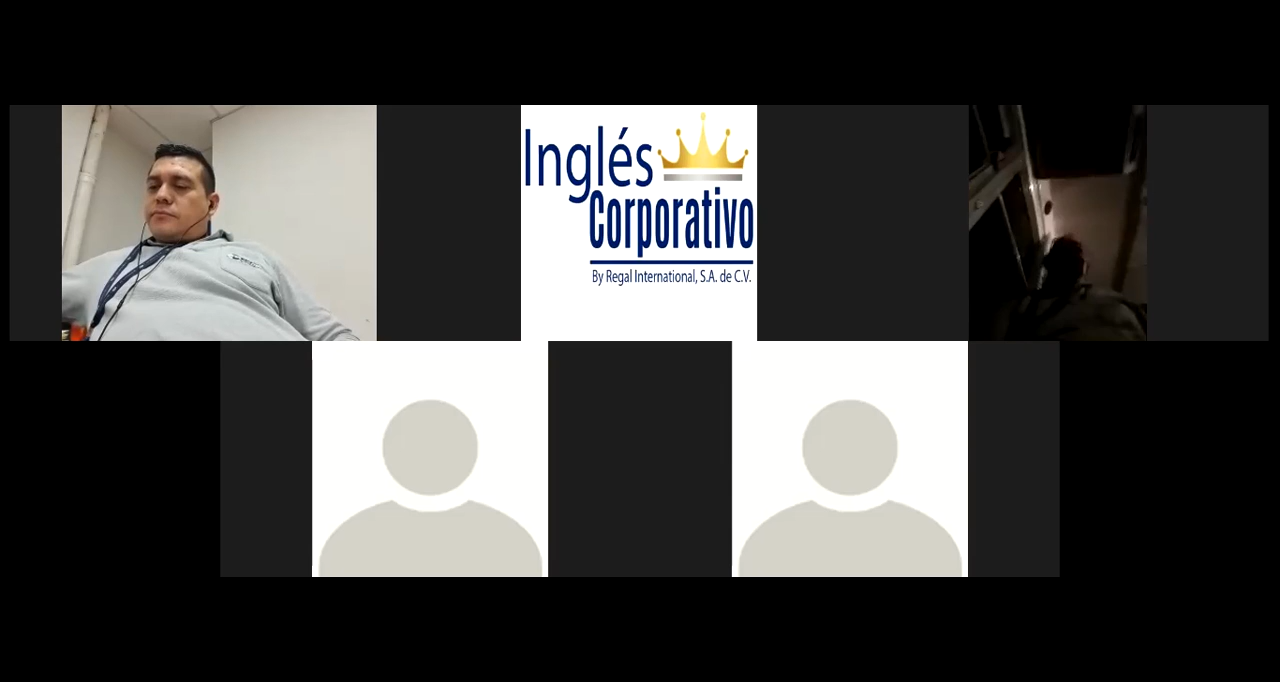 Inglés
Corporativo
By Regal International, S.A. de C.V.